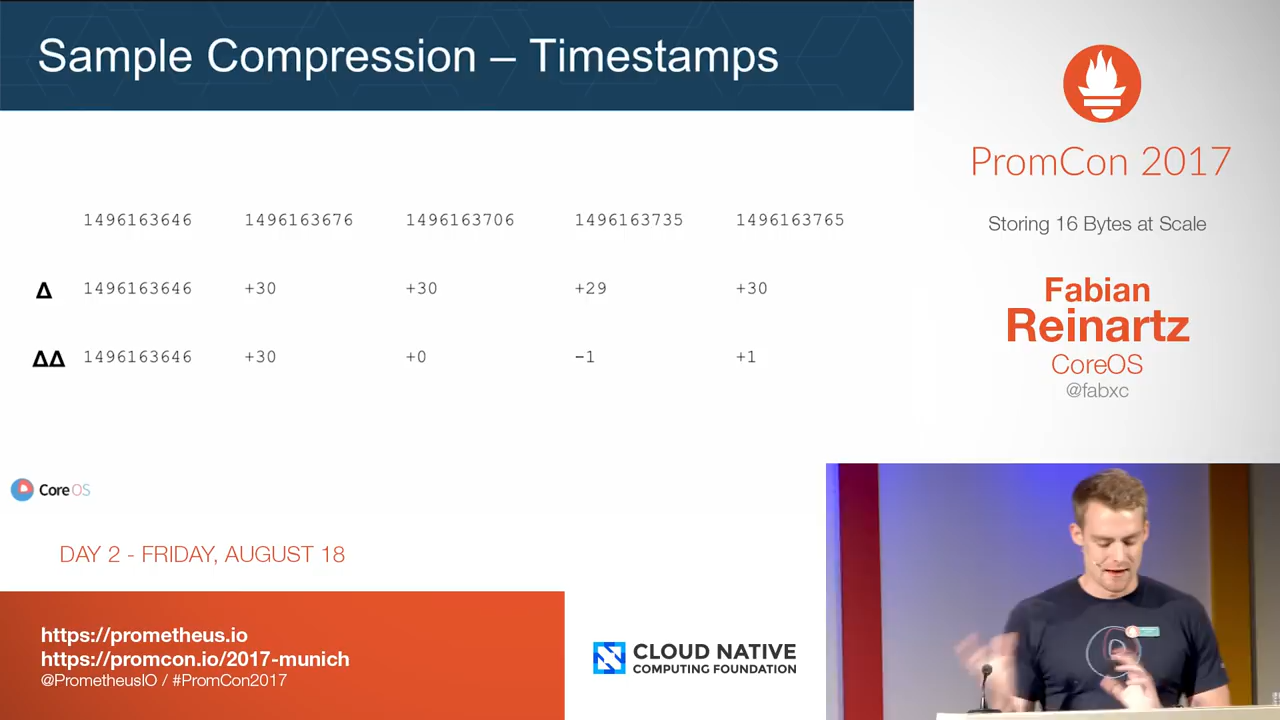 Sample Compression – Timestamps
1496163646 1496163676 1496163706 1496163735 1496163765
Δ 1496163646 +30 +30 +29 +30
ΔΔ 1496163646 +30 +0 -1 +1
Core OS
DAY 2 - FRIDAY, AUGUST 18
https://prometheus.io
https://promcon.io/2017-munich
@PrometheusIO / #PromCon2017
CLOUD NATIVE
COMPUTING FOUNDATION
PromCon 2017
Storing 16 Bytes at Scale
Fabian
Reinartz
CoreOS
@fabxc